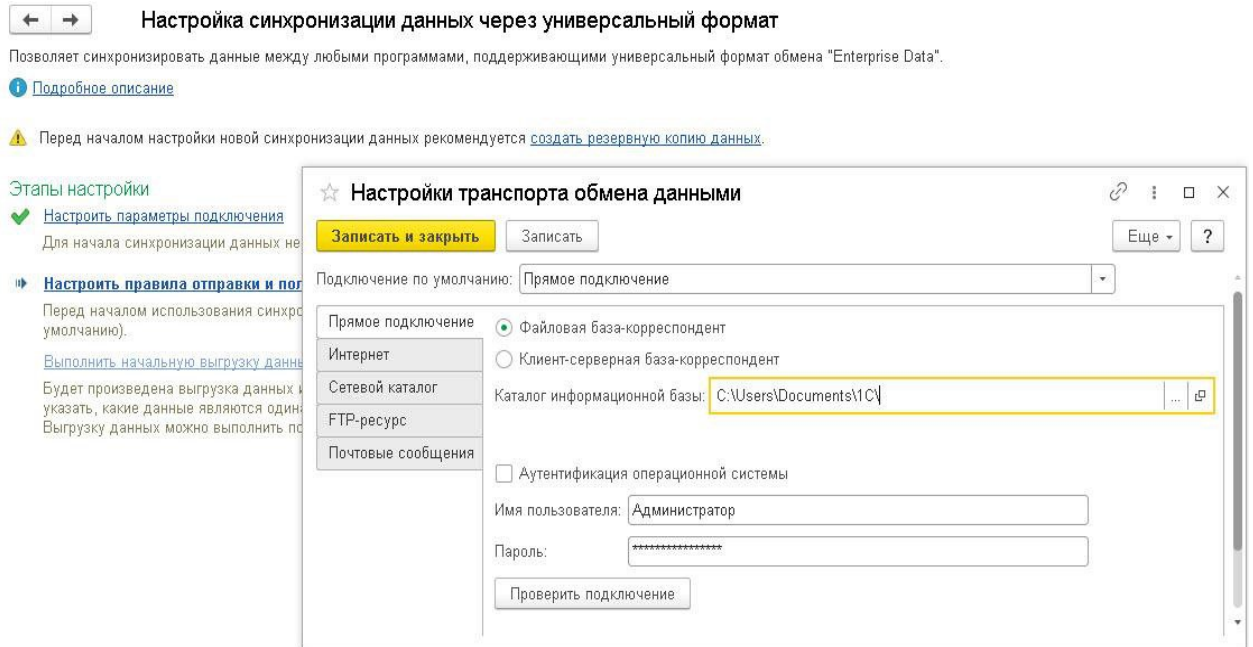 Настройка синхронизации данных через универсальный формат
Позволяет синхронизировать данные между любыми программами, поддерживающими универсальный формат обмена "Enterprise Data".
Подробное описание
Перед началом настройки новой синхронизации данных рекомендуется создать резервную копию данных.
Этапы настройки
Настроить параметры подключения
Для начала синхронизации данных не
Настроить правила отправки и пол
Перед началом использования синхро
умолчанию).
Выполнить начальную выгрузку данны
Будет произведена выгрузка данных и
указать, какие данные являются один
Выгрузку данных можно выполнить по
Настройки транспорта обмена данными
Записать и закрыть
Записать
Еще
?
Подключение по умолчанию: Прямое подключение
Прямое подключение
Интернет
Сетевой каталог
FTP-ресурс
Почтовые сообщения
Файловая база-корреспондент
Клиент-серверная база-корреспондент
Каталог информационной базы: C:\Users\Documents\1C\
...
Аутентификация операционной системы
Имя пользователя: Администратор
Пароль: ****************
Проверить подключение